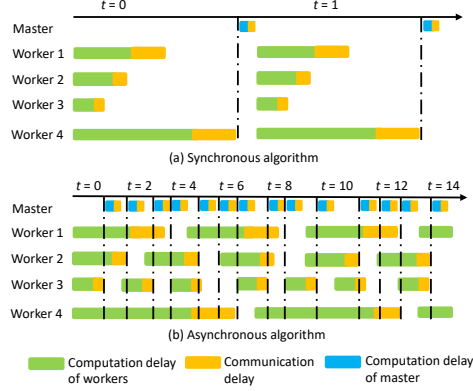 t = 0 t = 1
Master
Worker 1
Worker 2
Worker 3
Worker 4
(a) Synchronous algorithm
t = 0 t = 2 t = 4 t = 6 t = 8 t = 10 t = 12 t = 14
Master
Worker 1
Worker 2
Worker 3
Worker 4
(b) Asynchronous algorithm
Computation delay of workers
Communication delay
Computation delay of master